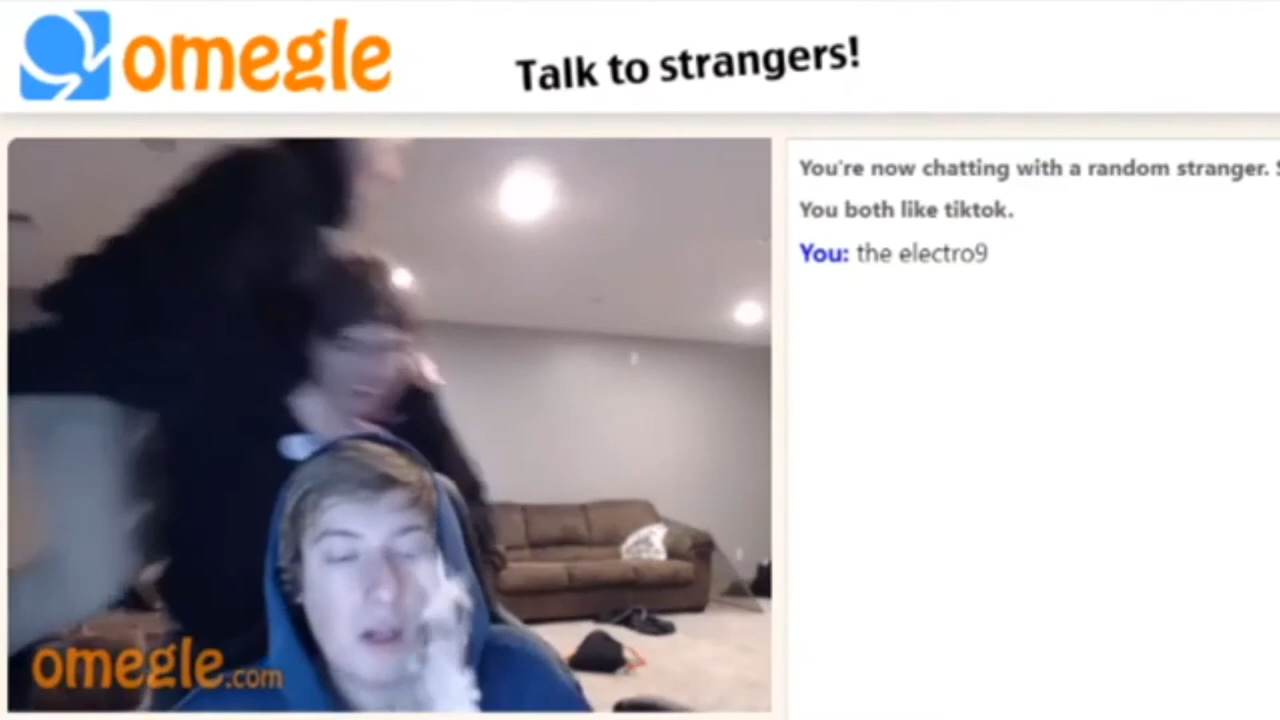 omegle
Talk to strangers!
You're now chatting with a random stranger. S
You both like tiktok.
You: the electro9
omegle.com